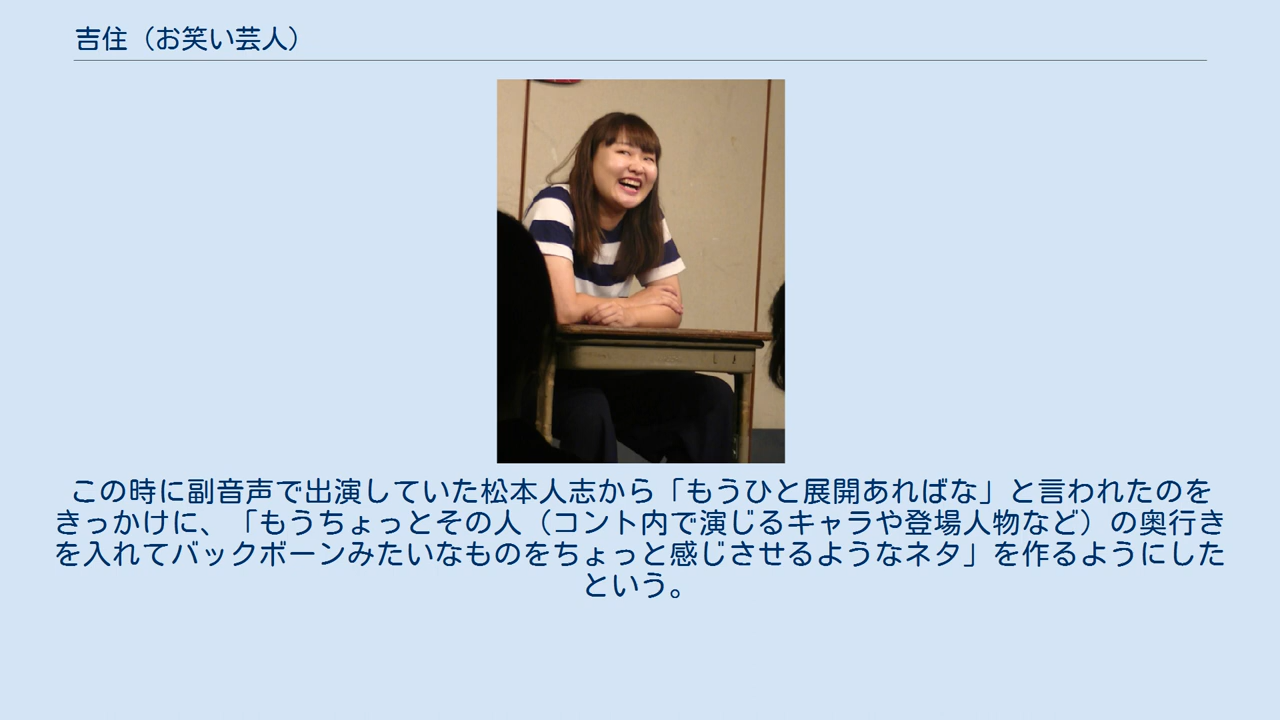 吉住（お笑い芸人）
この時に副音声で出演していた松本人志から「もうひと展開あればな」と言われたのを
きっかけに、「もうちょっとその人（コント内で演じるキャラや登場人物など）の奥行き
を入れてバックボーンみたいなものをちょっと感じさせるようなネタ」を作るようにした
という。